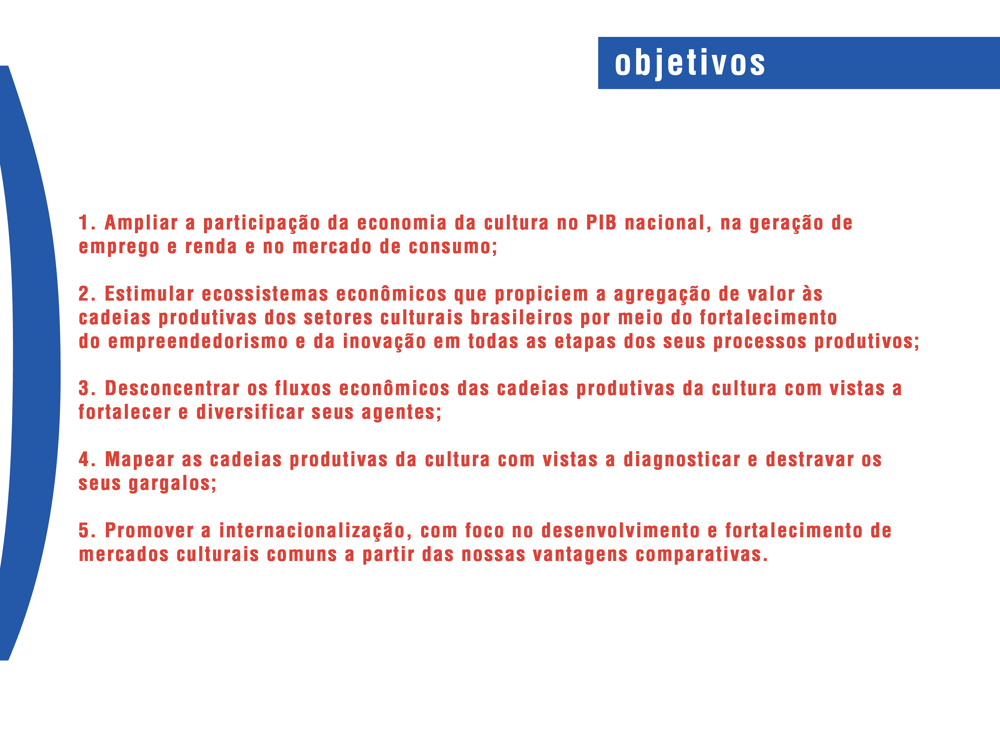 objetivos
1. Ampliar a participação da economia da cultura no PIB nacional, na geração de
emprego e renda e no mercado de consumo;
2. Estimular ecossistemas econômicos que propiciem a agregação de valor às
cadeias produtivas dos setores culturais brasileiros por meio do fortalecimento
do empreendedorismo e da inovação em todas as etapas dos seus processos produtivos;
3. Desconcentrar os fluxos econômicos das cadeias produtivas da cultura com vistas a
fortalecer e diversificar seus agentes;
4. Mapear as cadeias produtivas da cultura com vistas a diagnosticar e destravar os
seus gargalos;
5. Promover a internacionalização, com foco no desenvolvimento e fortalecimento de
mercados culturais comuns a partir das nossas vantagens comparativas.